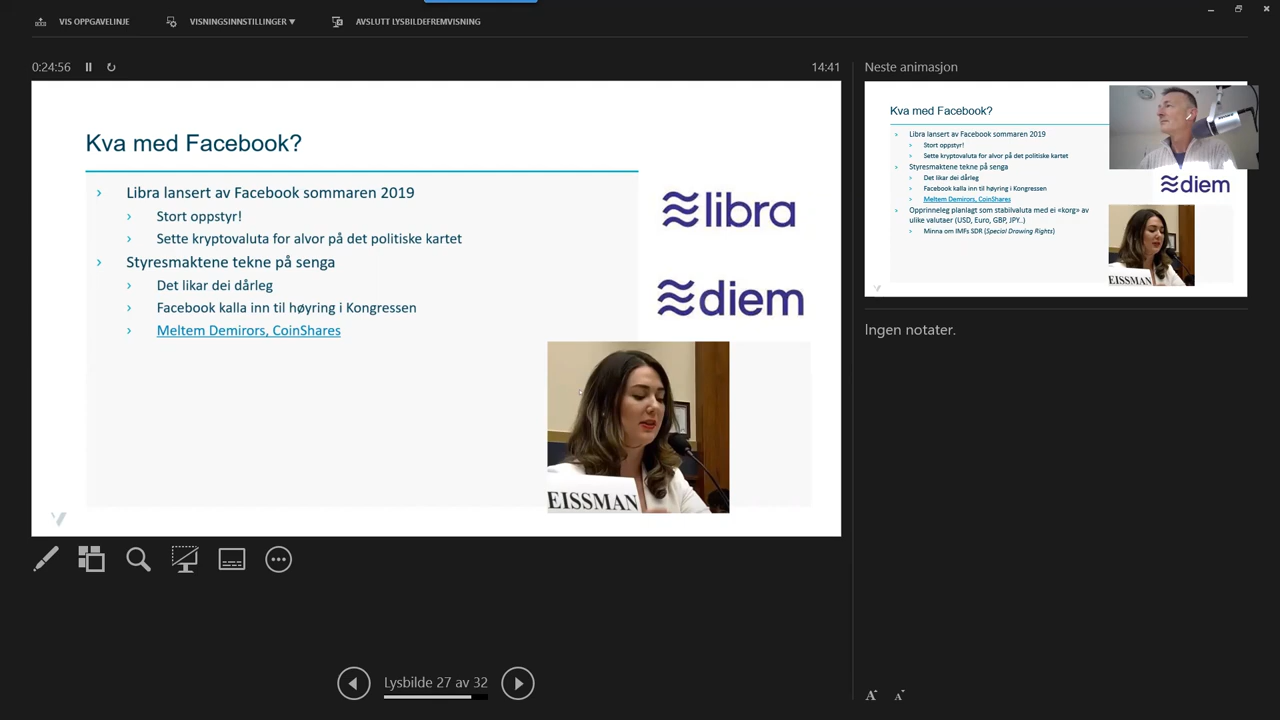 VIS OPPGAVELINJE
VISNINGSINNSTILLINGER ▼
AVSLUTT LYSBILDEFREMVISNING
0:24:56
14:41
Kva med Facebook?
› Libra lansert av Facebook sommaren 2019
› Stort oppstyr!
› Sette kryptovaluta for alvor på det politiske kartet
› Styresmaktene tekne på senga
› Det likar dei dårleg
› Facebook kalla inn til høyring i Kongressen
› Meltem Demirors, CoinShares
libra
diem
EISSMAN
Lysbilde 27 av 32
Neste animasjon
Kva med Facebook?
› Libra lansert av Facebook sommaren 2019
› Stort oppstyr!
› Sette kryptovaluta for alvor på det politiske kartet
› Styresmaktene tekne på senga
› Det likar dei dårleg
› Facebook kalla inn til høyring i Kongressen
› Meltem Demirors, CoinShares
› Opprinneleg planlagt som stabilvaluta med ei «korg» av
ulike valutaer (USD, Euro, GBP, JPY..)
› Minna om IMFs SDR (Special Drawing Rights)
diem
EISSMAN
Ingen notater.
A A